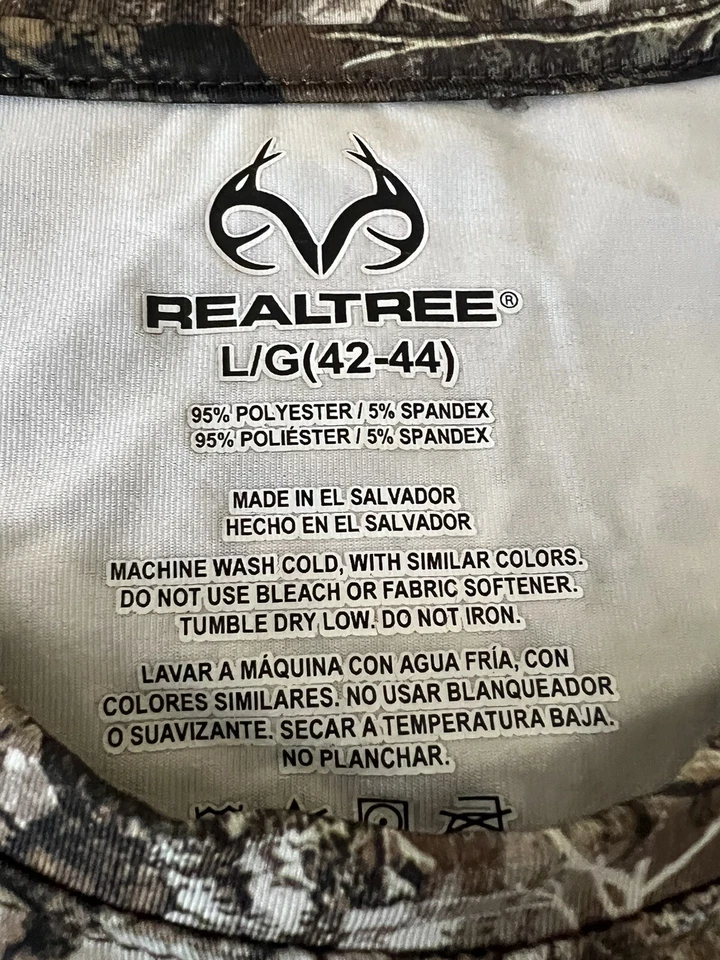 REALTREE®
L/G(42-44)
95% POLYESTER / 5% SPANDEX
95% POLIÉSTER / 5% SPANDEX
MADE IN EL SALVADOR
HECHO EN EL SALVADOR
MACHINE WASH COLD, WITH SIMILAR COLORS.
DO NOT USE BLEACH OR FABRIC SOFTENER.
TUMBLE DRY LOW. DO NOT IRON.
LAVAR A MÁQUINA CON AGUA FRÍA, CON
COLORES SIMILARES. NO USAR BLANQUEADOR
O SUAVIZANTE. SECAR A TEMPERATURA BAJA.
NO PLANCHAR.